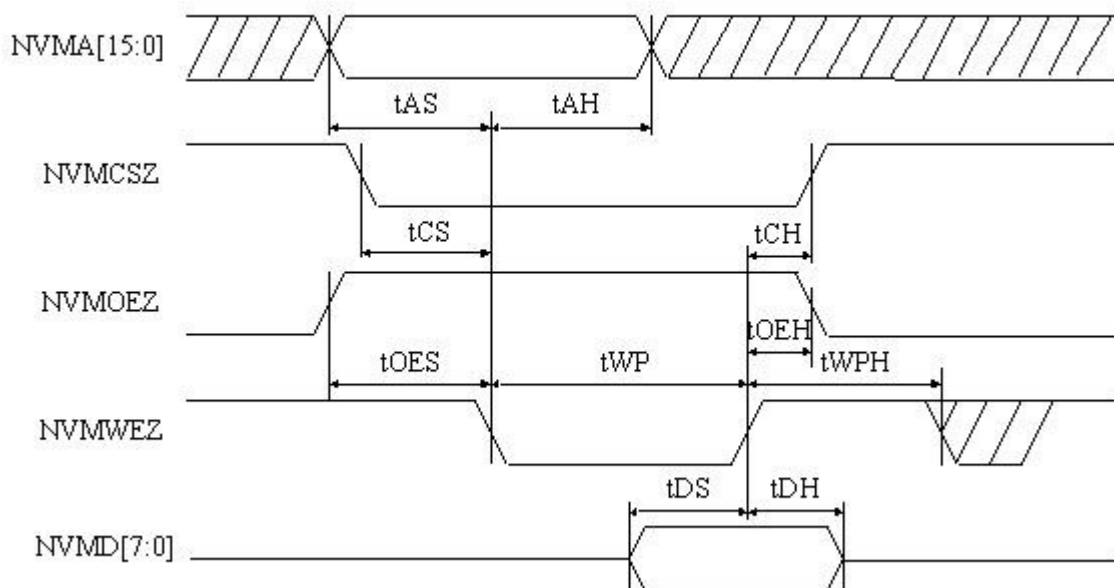 NVMA[15:0]
tAS
tAH
NVMCSZ
tCS
tCH
NVMOEZ
tOEH
tOES
tWP
tWPH
NVMWEZ
tDS
tDH
NVMD[7:0]